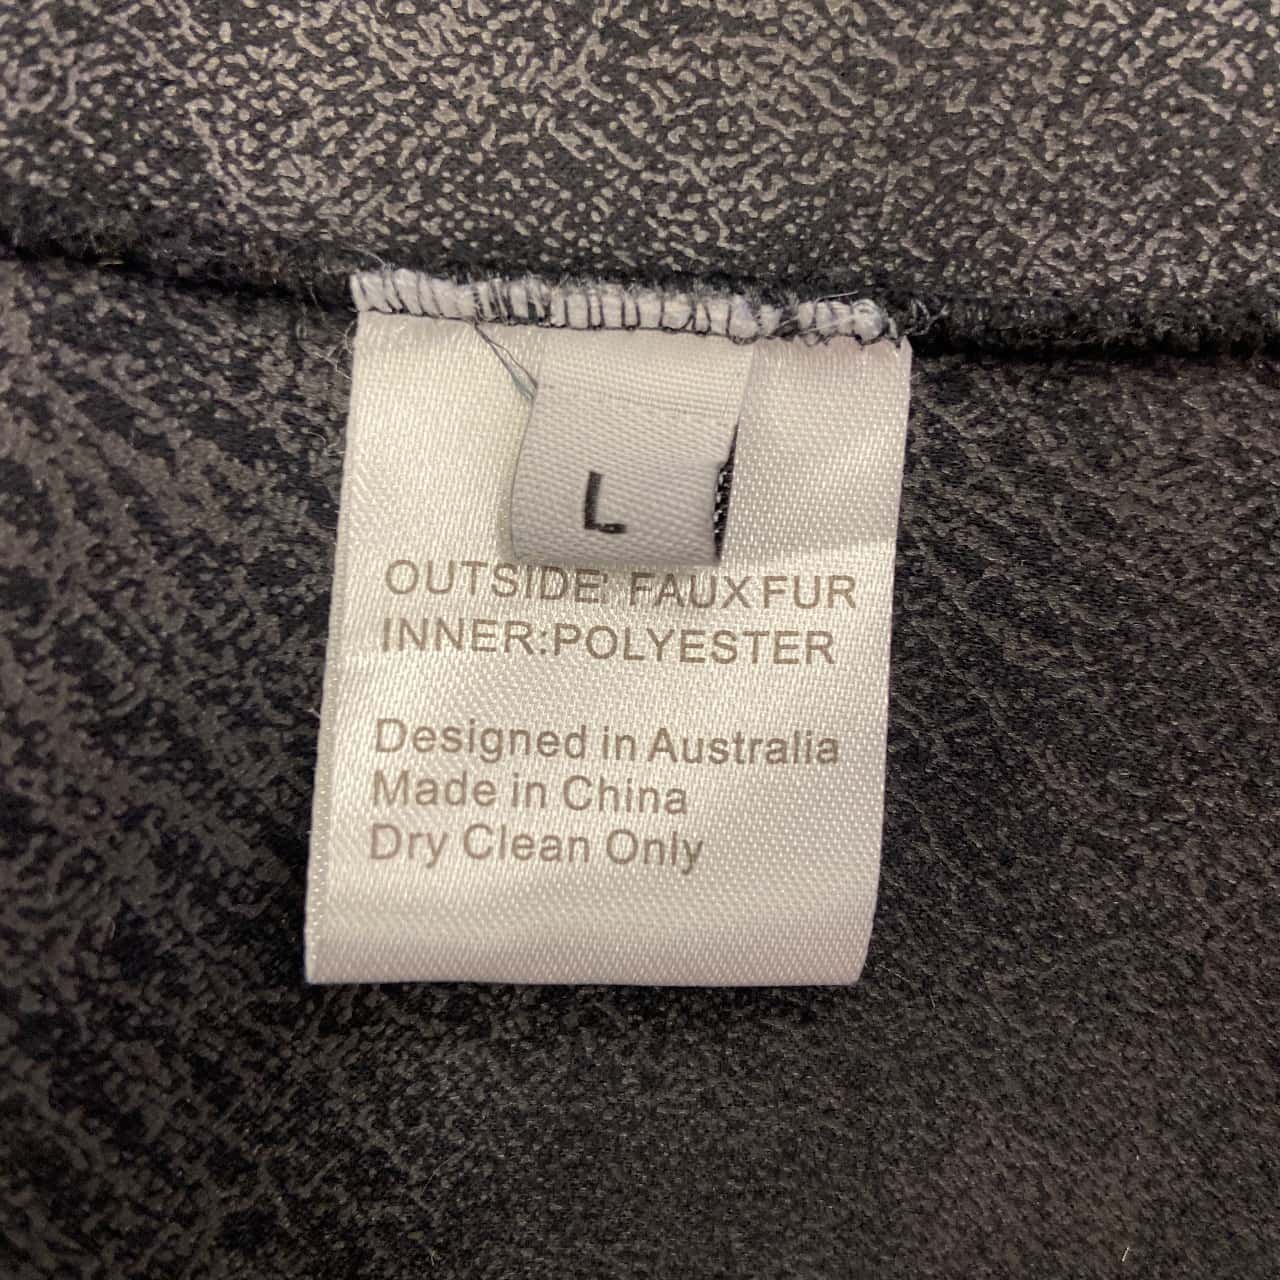 L
OUTSIDE: FAUX FUR
INNER:POLYESTER
Designed in Australia
Made in China
Dry Clean Only